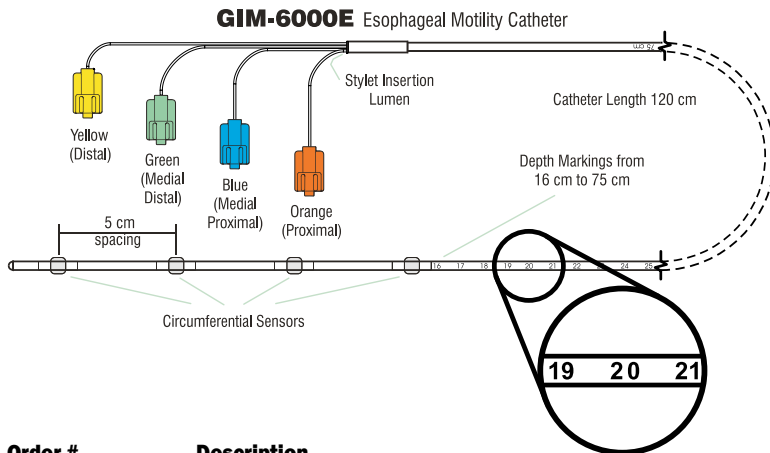 GIM-6000E Esophageal Motility Catheter
75 cm
Stylet Insertion
Lumen
Catheter Length 120 cm
Yellow
(Distal)
Green
(Medial
Distal)
Blue
(Medial
Proximal)
Orange
(Proximal)
Depth Markings from
16 cm to 75 cm
5 cm
spacing
16 17 18 19 20 21 22 24 25
Circumferential Sensors
19 20 21
Order # Description